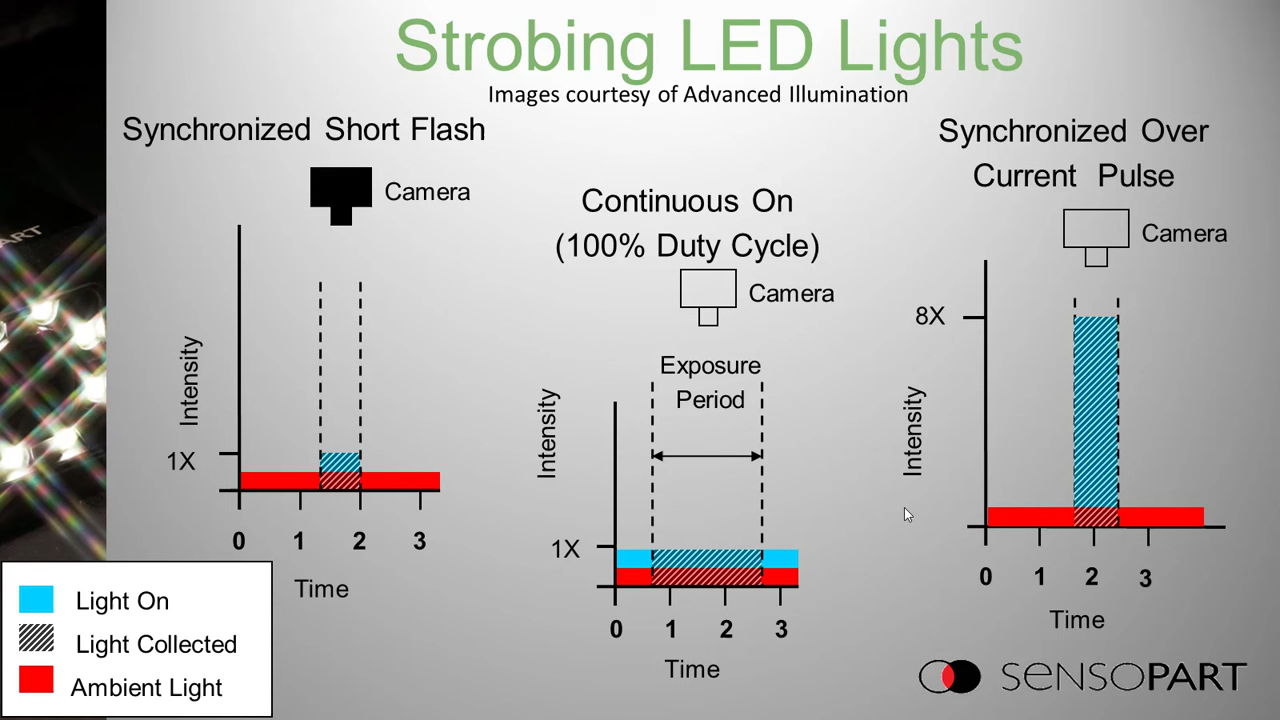 Strobing LED Lights
Images courtesy of Advanced Illumination
Synchronized Short Flash
Camera
Intensity
1X
0 1 2 3
Time
Continuous On
(100% Duty Cycle)
Camera
Exposure
Period
Intensity
1X
0 1 2 3
Time
Synchronized Over
Current Pulse
Camera
8X
Intensity
0 1 2 3
Time
Light On
Light Collected
Ambient Light
SENSOPART
ART